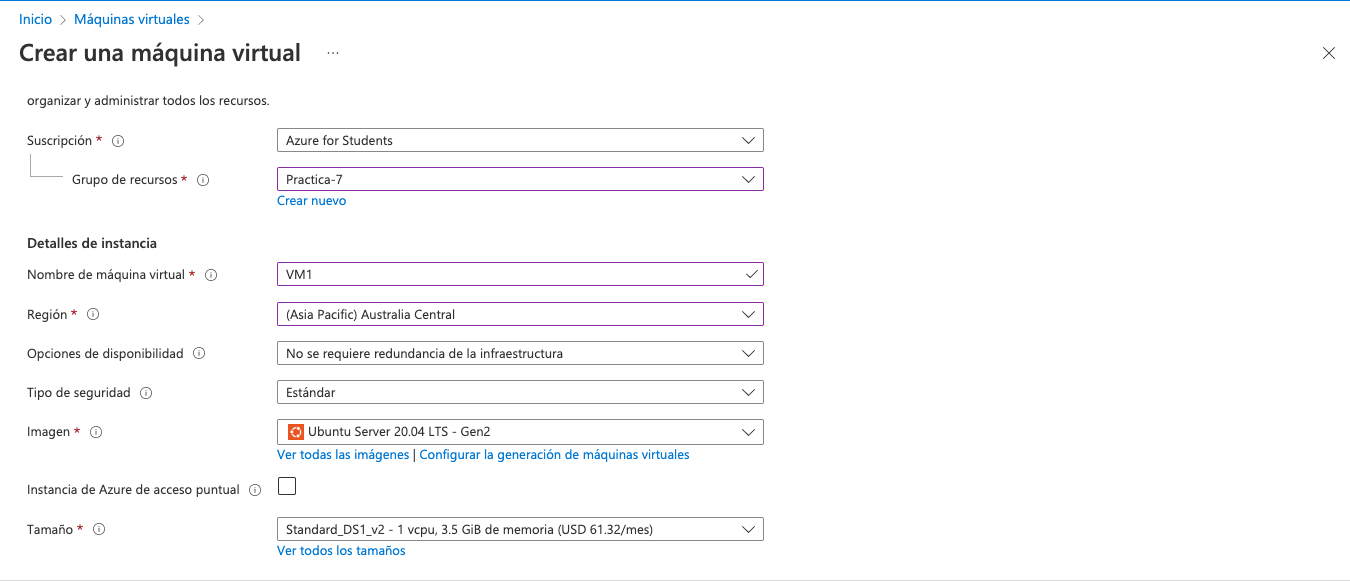 Inicio > Máquinas virtuales >
Crear una máquina virtual ...
organizar y administrar todos los recursos.
Suscripción * Azure for Students
Grupo de recursos * Practica-7
Crear nuevo
Detalles de instancia
Nombre de máquina virtual * VM1
Región * (Asia Pacific) Australia Central
Opciones de disponibilidad No se requiere redundancia de la infraestructura
Tipo de seguridad Estándar
Imagen * Ubuntu Server 20.04 LTS - Gen2
Ver todas las imágenes | Configurar la generación de máquinas virtuales
Instancia de Azure de acceso puntual
Tamaño * Standard_DS1_v2 - 1 vcpu, 3.5 GiB de memoria (USD 61.32/mes)
Ver todos los tamaños